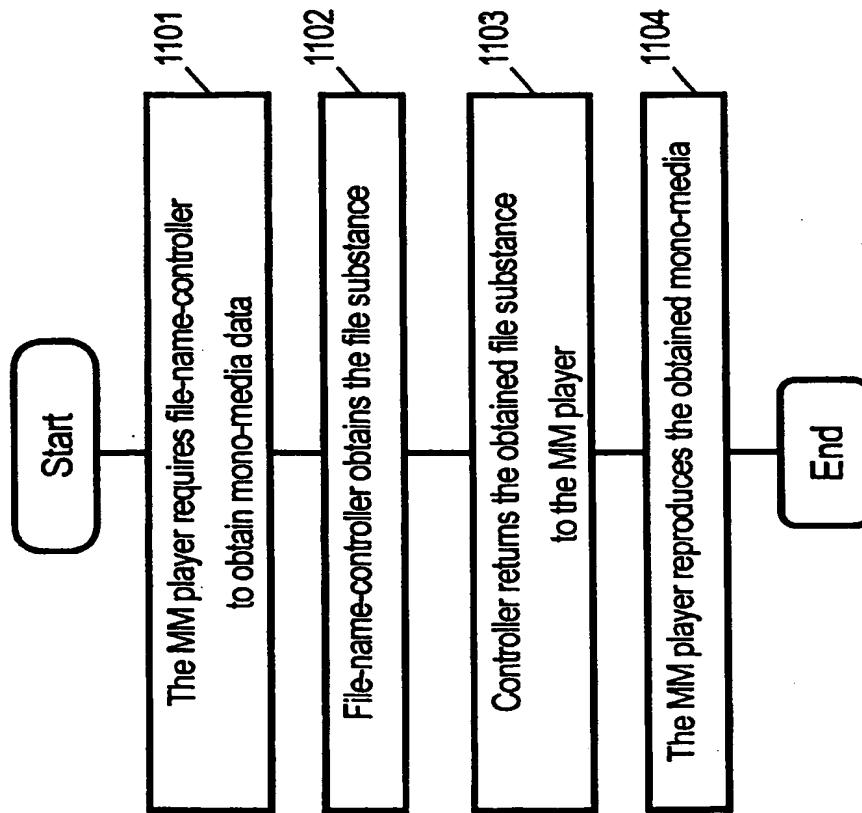 Start
The MM player requires file-name-controller
to obtain mono-media data
1101
File-name-controller obtains the file substance
1102
Controller returns the obtained file substance
to the MM player
1103
The MM player reproduces the obtained mono-media
1104
End